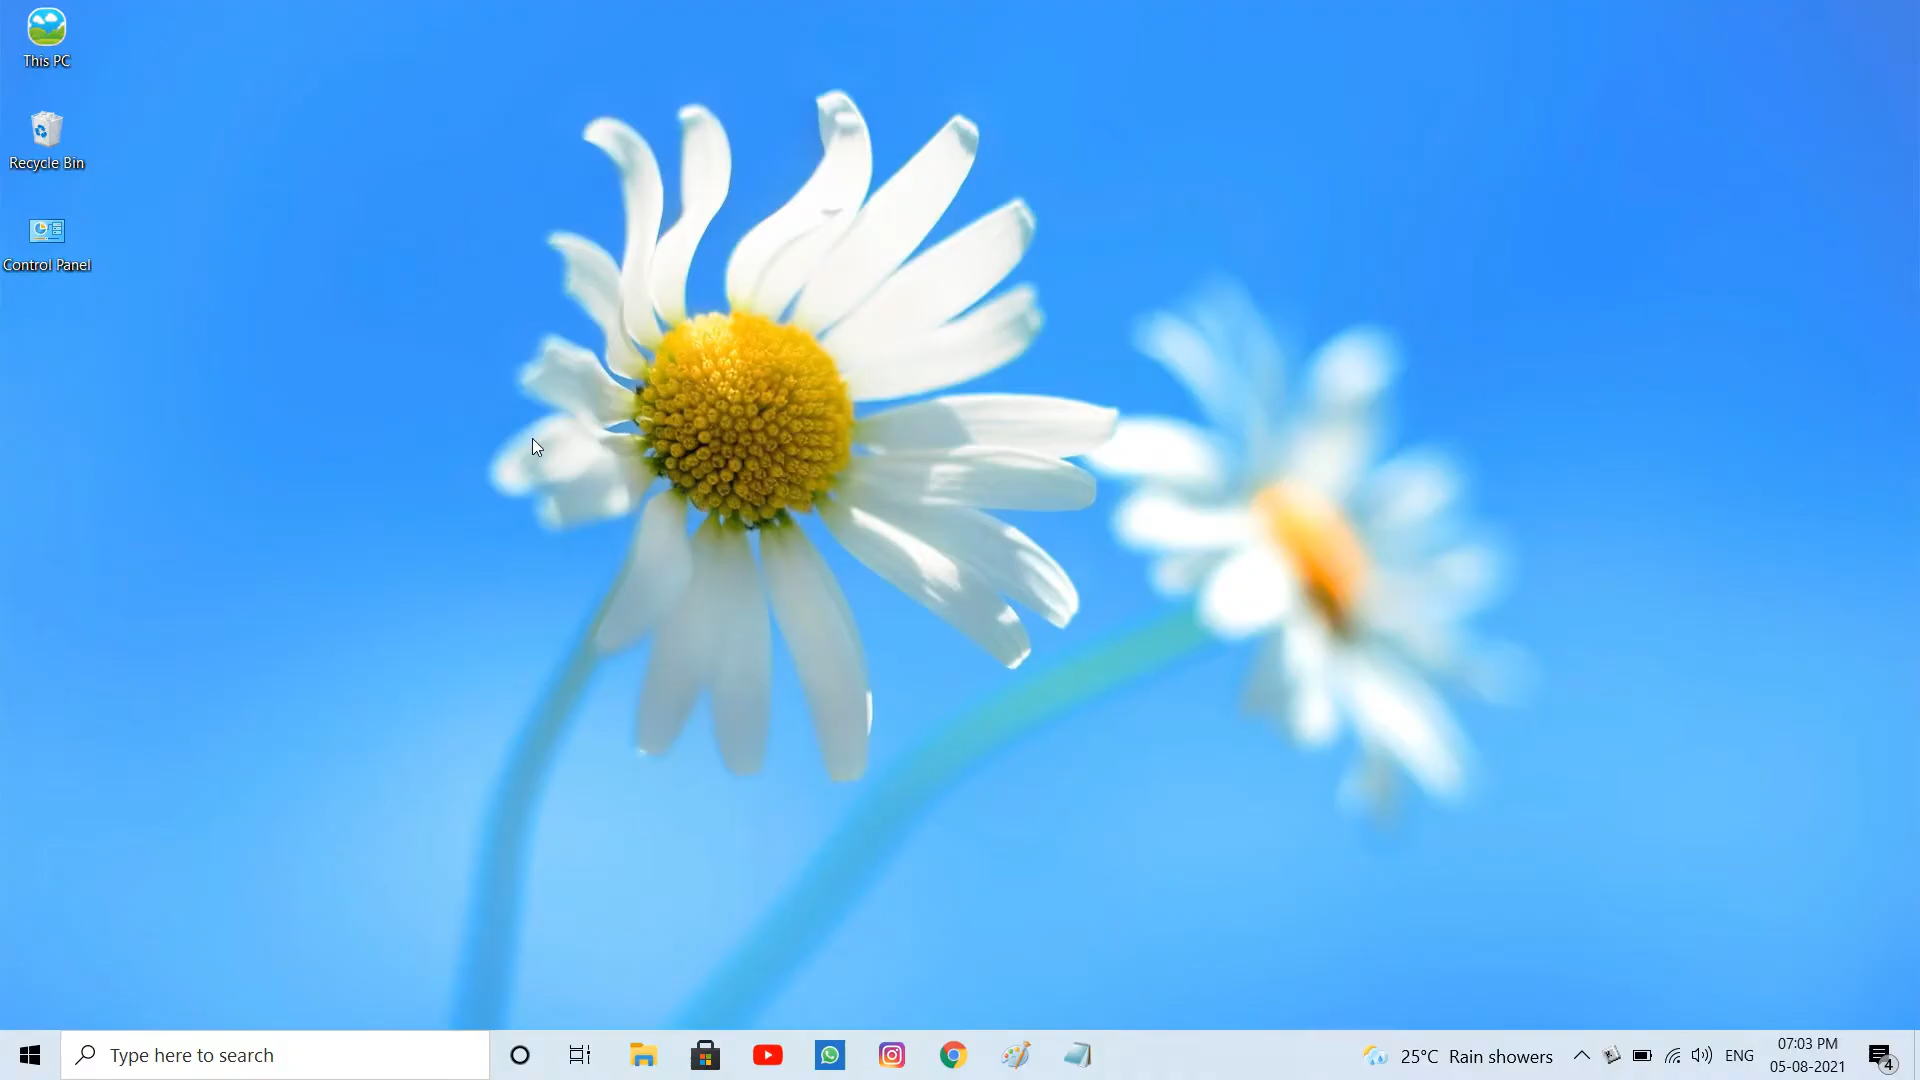 This PC
Recycle Bin
Control Panel
Type here to search
25°C Rain showers
ENG
07:03 PM
05-08-2021
4